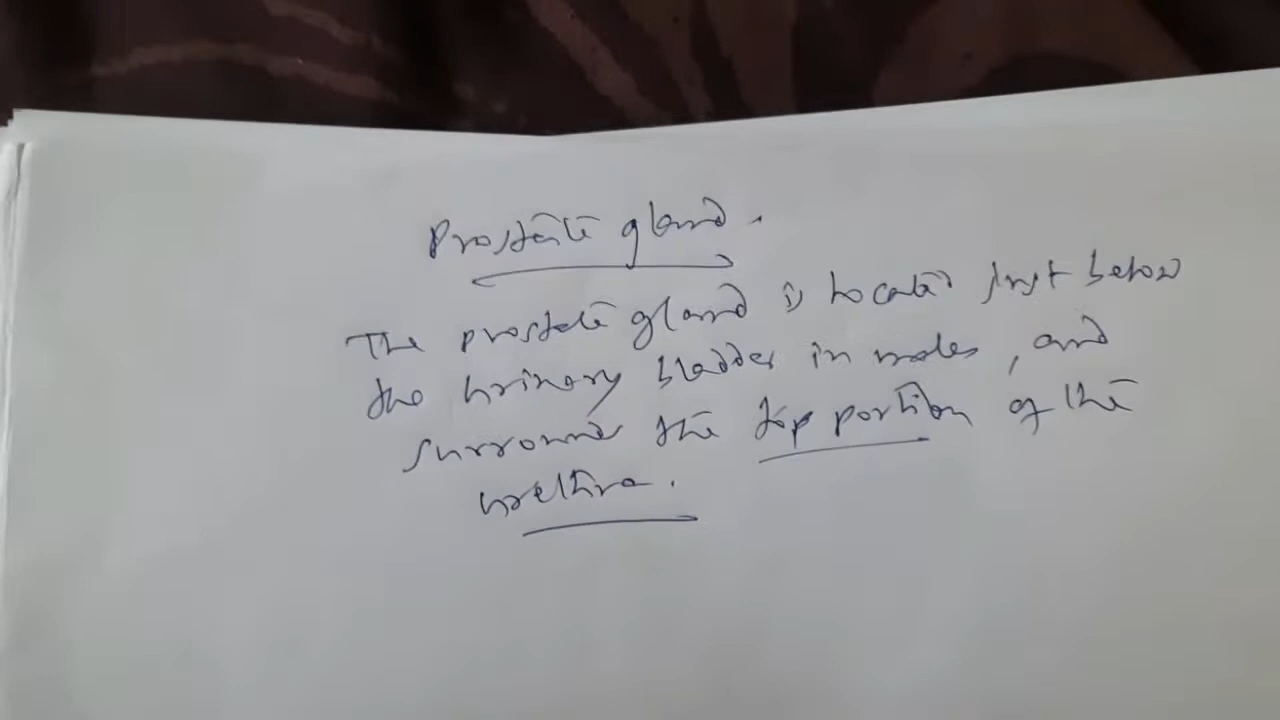 Prostate gland.
The prostate gland is located just below
the urinary bladder in males, and
surrounds the top portion of the
urethra.